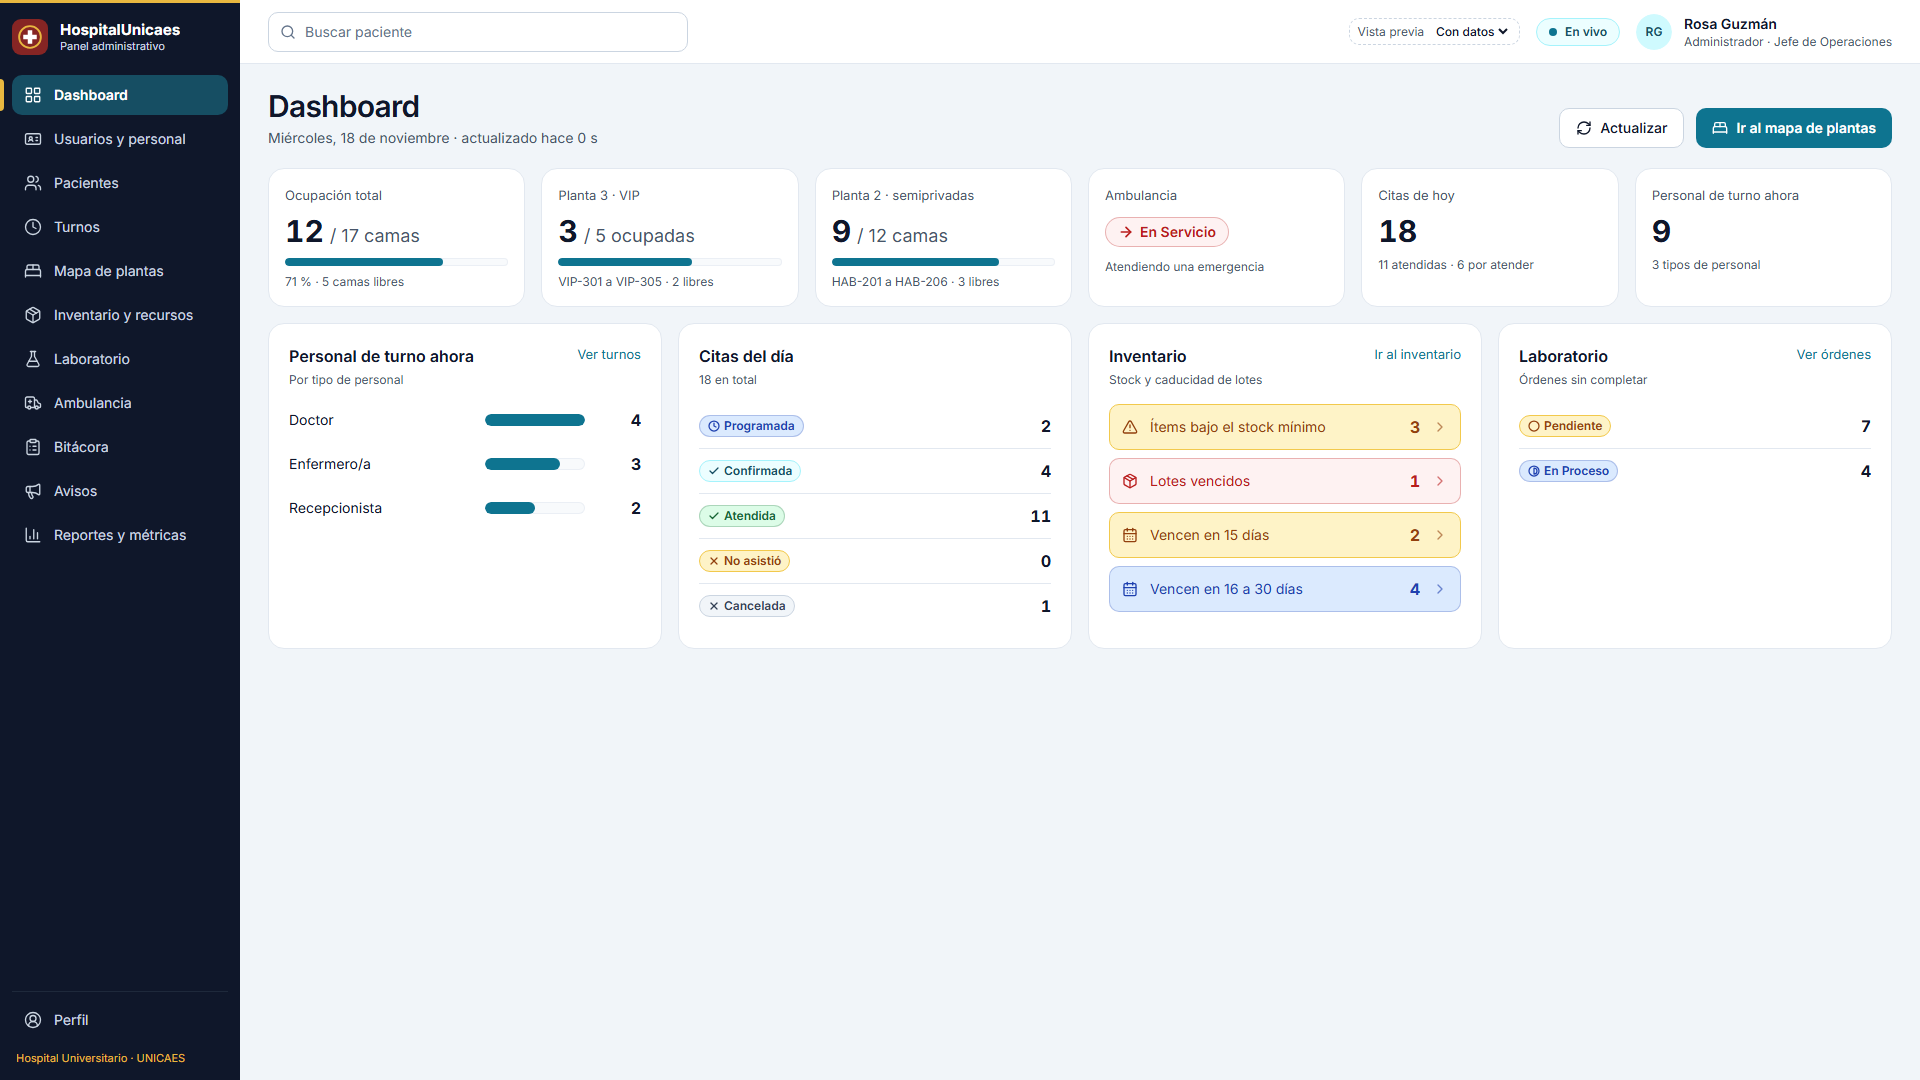 HospitalUnicaes
Panel administrativo
Dashboard
Usuarios y personal
Pacientes
Turnos
Mapa de plantas
Inventario y recursos
Laboratorio
Ambulancia
Bitácora
Avisos
Reportes y métricas
Perfil
Hospital Universitario · UNICAES
Buscar paciente
Vista previa Con datos
En vivo
RG
Rosa Guzmán
Administrador · Jefe de Operaciones
Dashboard
Miércoles, 18 de noviembre · actualizado hace 0 s
Actualizar
Ir al mapa de plantas
Ocupación total
12 / 17 camas
71 % · 5 camas libres
Planta 3 · VIP
3 / 5 ocupadas
VIP-301 a VIP-305 · 2 libres
Planta 2 · semiprivadas
9 / 12 camas
HAB-201 a HAB-206 · 3 libres
Ambulancia
En Servicio
Atendiendo una emergencia
Citas de hoy
18
11 atendidas · 6 por atender
Personal de turno ahora
9
3 tipos de personal
Personal de turno ahora Ver turnos
Por tipo de personal
Doctor 4
Enfermero/a 3
Recepcionista 2
Citas del día
18 en total
Programada 2
Confirmada 4
Atendida 11
No asistió 0
Cancelada 1
Inventario Ir al inventario
Stock y caducidad de lotes
Ítems bajo el stock mínimo 3
Lotes vencidos 1
Vencen en 15 días 2
Vencen en 16 a 30 días 4
Laboratorio Ver órdenes
Órdenes sin completar
Pendiente 7
En Proceso 4